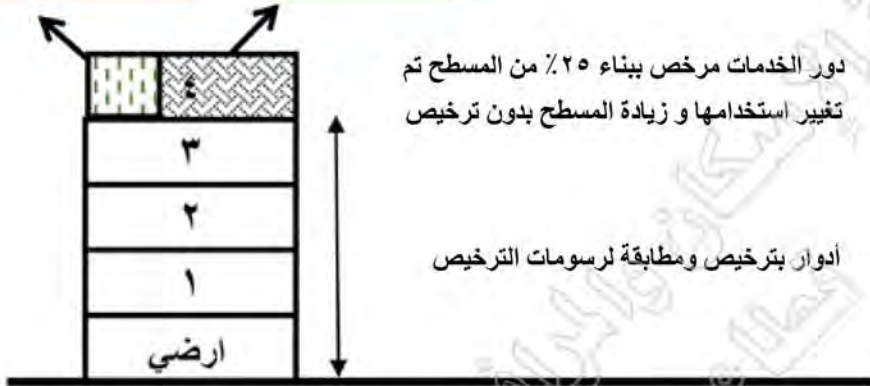 دور الخدمات مرخص ببناء ٢٥٪ من المسطح تم
تغيير استخدامها و زيادة المسطح بدون ترخيص
٤
٣
٢
١
أدوار بترخيص ومطابقة لرسومات الترخيص
ارضي